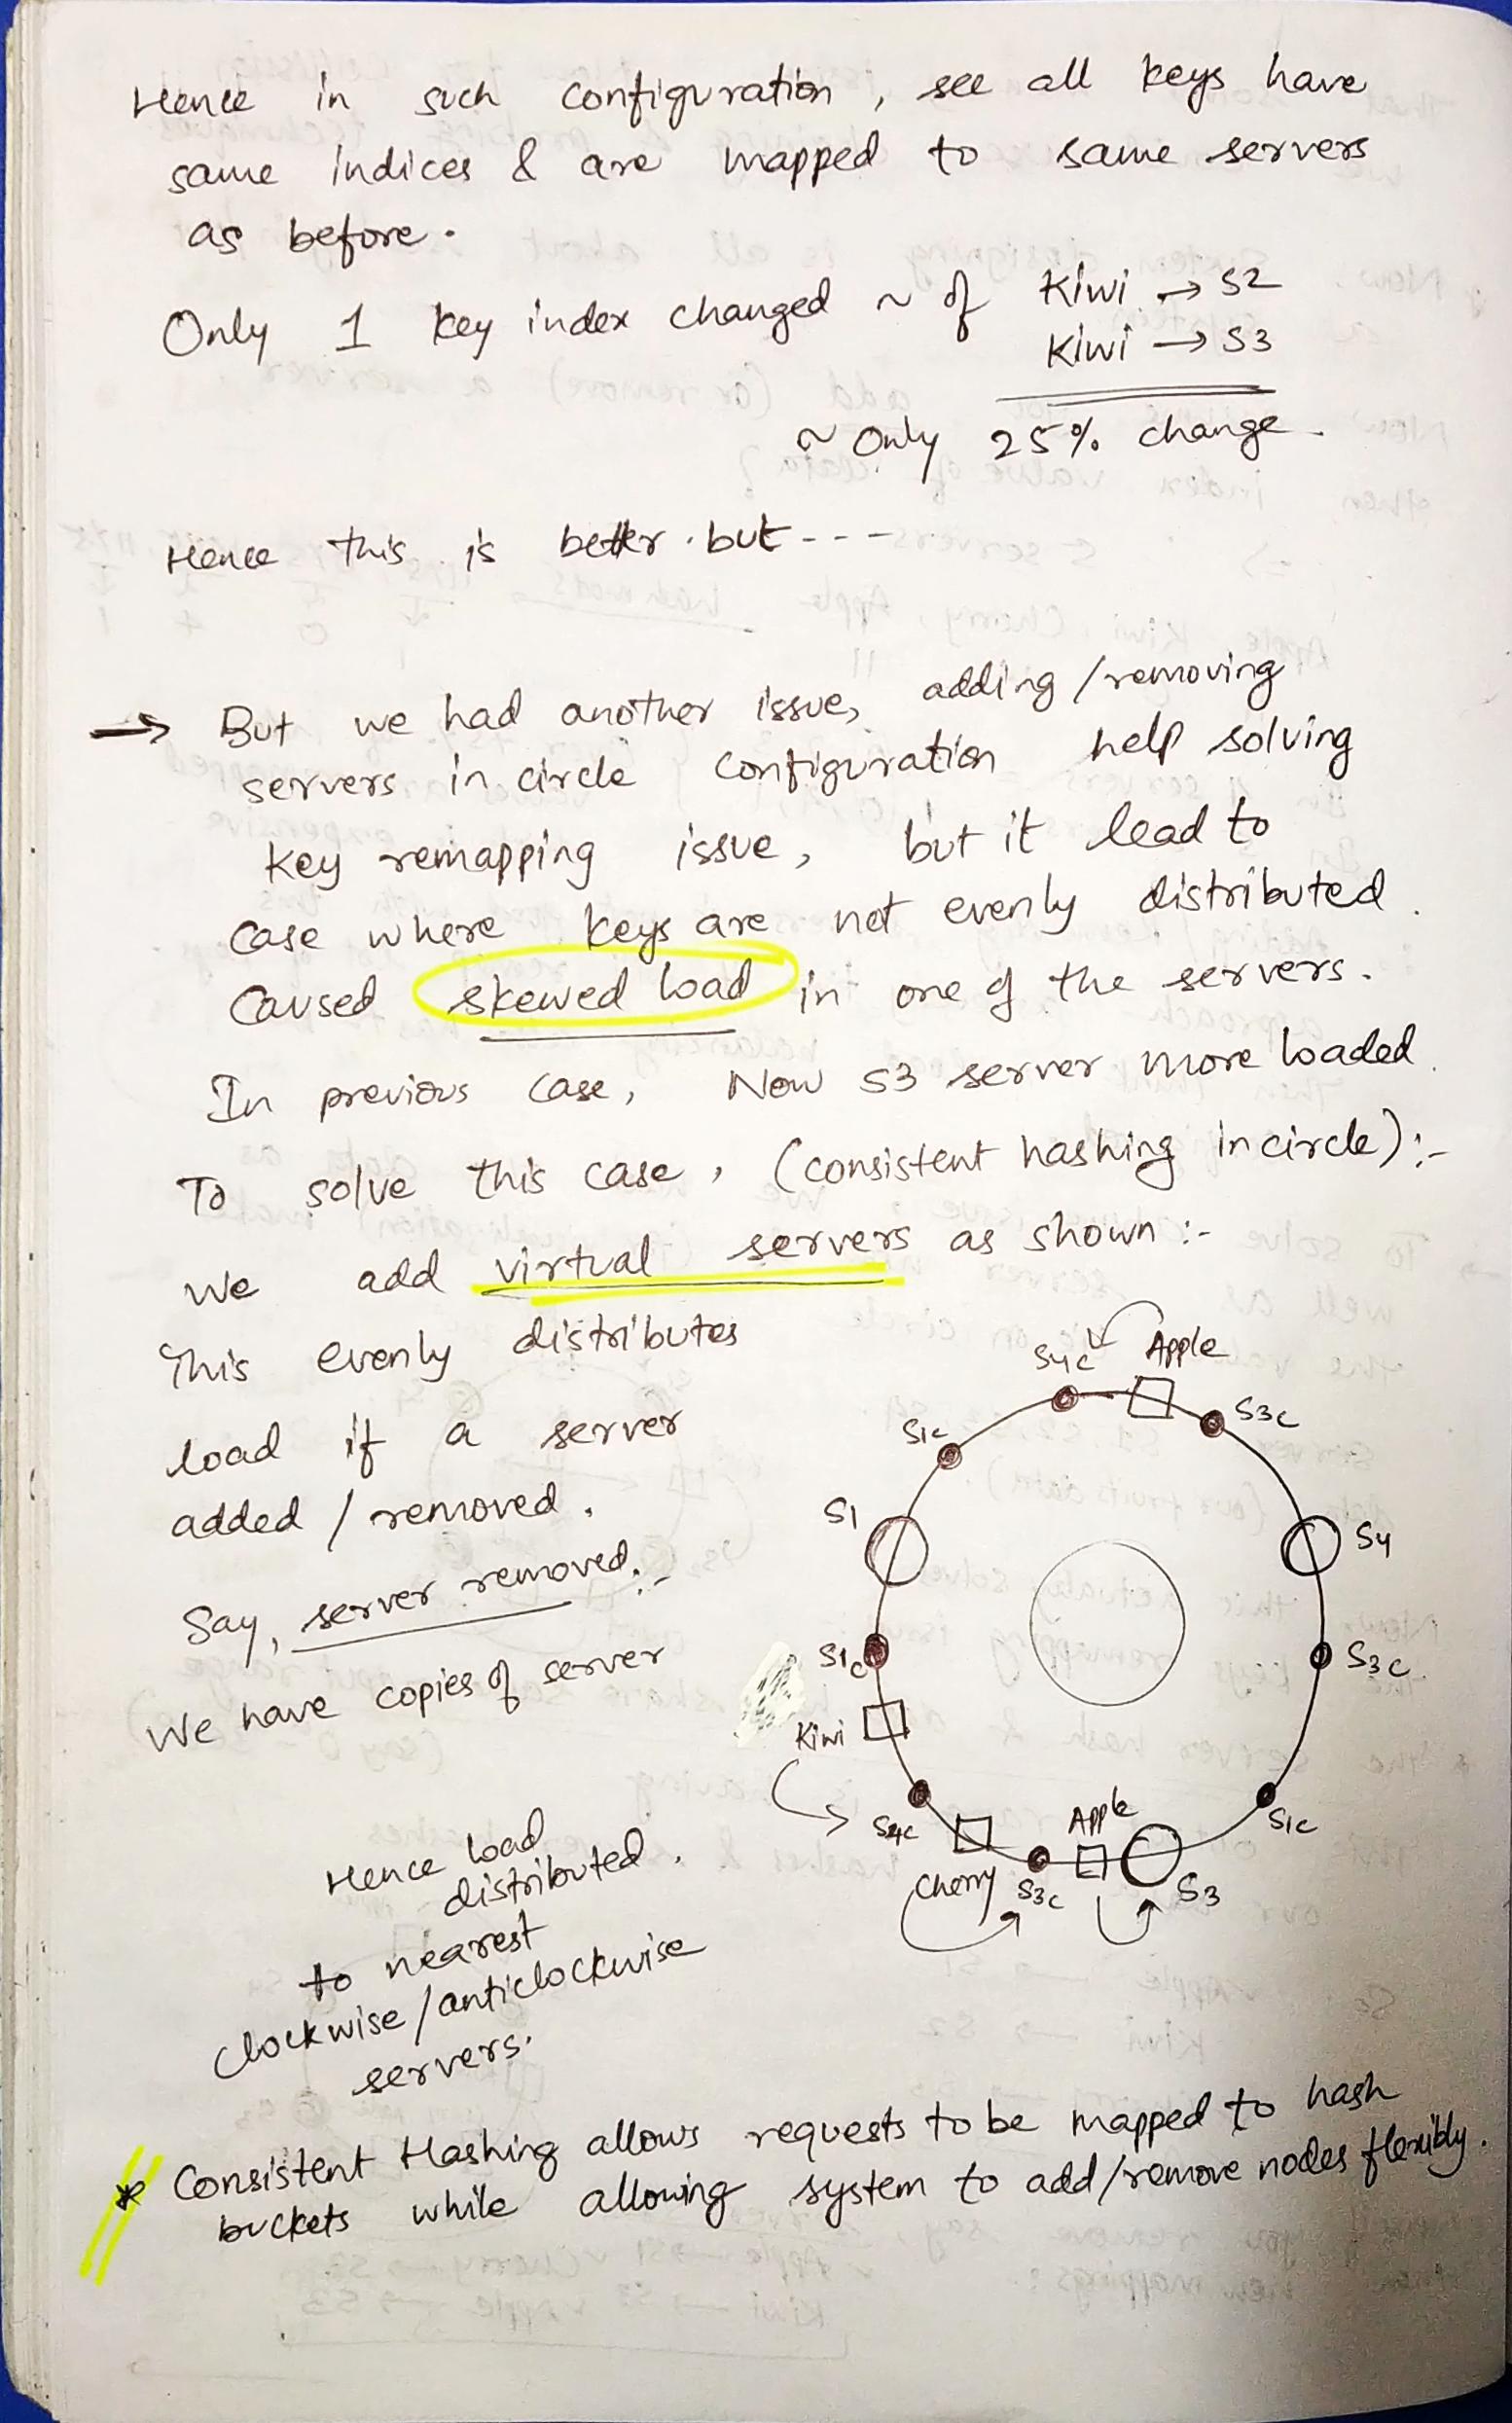 Hence in such configuration, see all keys have
same indices & are mapped to same servers
as before.
Only 1 key index changed ~ of Kiwi → S2
Kiwi → S3
~ Only 25% change.
Hence this is better but - - -
→ But we had another issue, adding /removing
servers in circle configuration help solving
key remapping issue, but it lead to
case where keys are not evenly distributed.
Caused skewed load in one of the servers.
In previous case, Now S3 server more loaded.
To solve this case, (consistent hashing in circle) :-
We add virtual servers as shown :-
This evenly distributes
load if a server
added / removed.
Say, server removed. :-
We have copies of server
Hence load
distributed.
to nearest
clockwise/anticlockwise
servers.
S4c Apple
S3c
S1c
S1
S4
S1c
S3c
Kiwi
S4c
Cherry
S3c
Apple
S3
S1c
* Consistent Hashing allows requests to be mapped to hash
buckets while allowing system to add/remove nodes flexibly.